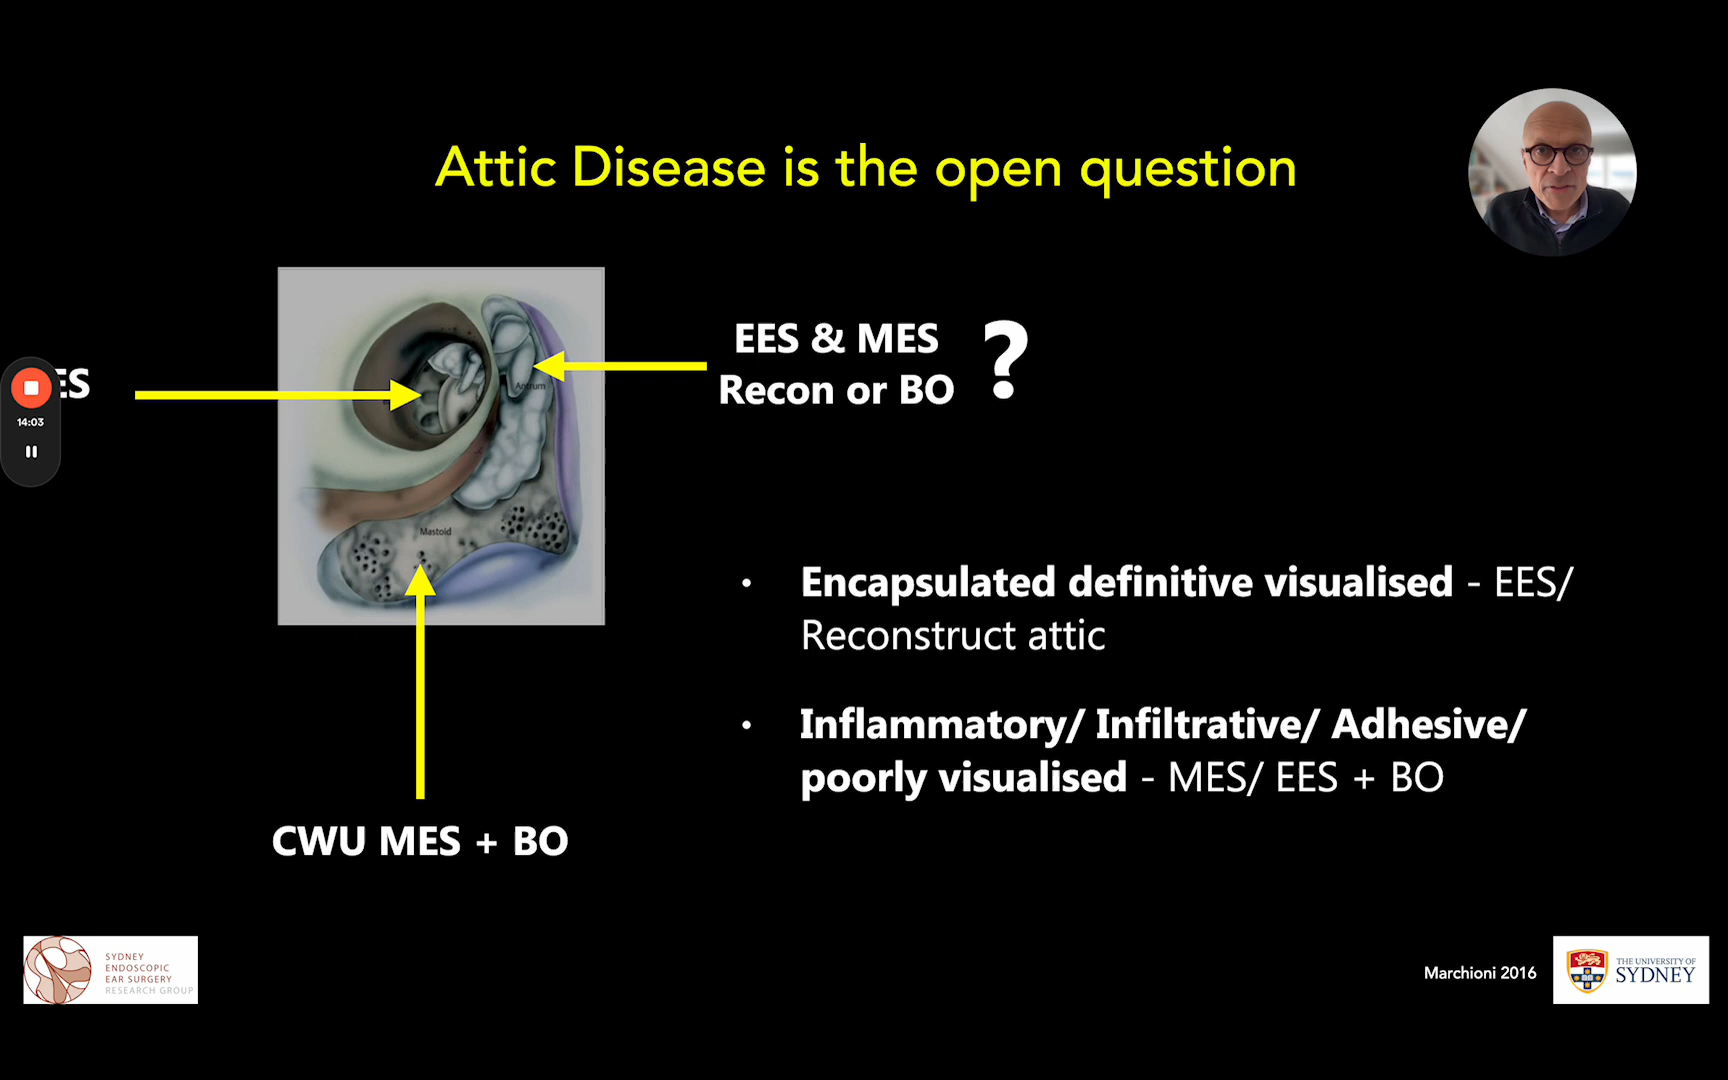 Attic Disease is the open question
EES & MES
Recon or BO
?
ES
14:03
Antrum
Mastoid
• Encapsulated definitive visualised - EES/
Reconstruct attic
• Inflammatory/ Infiltrative/ Adhesive/
poorly visualised - MES/ EES + BO
CWU MES + BO
SYDNEY
ENDOSCOPIC
EAR SURGERY
RESEARCH GROUP
Marchioni 2016
THE UNIVERSITY OF
SYDNEY